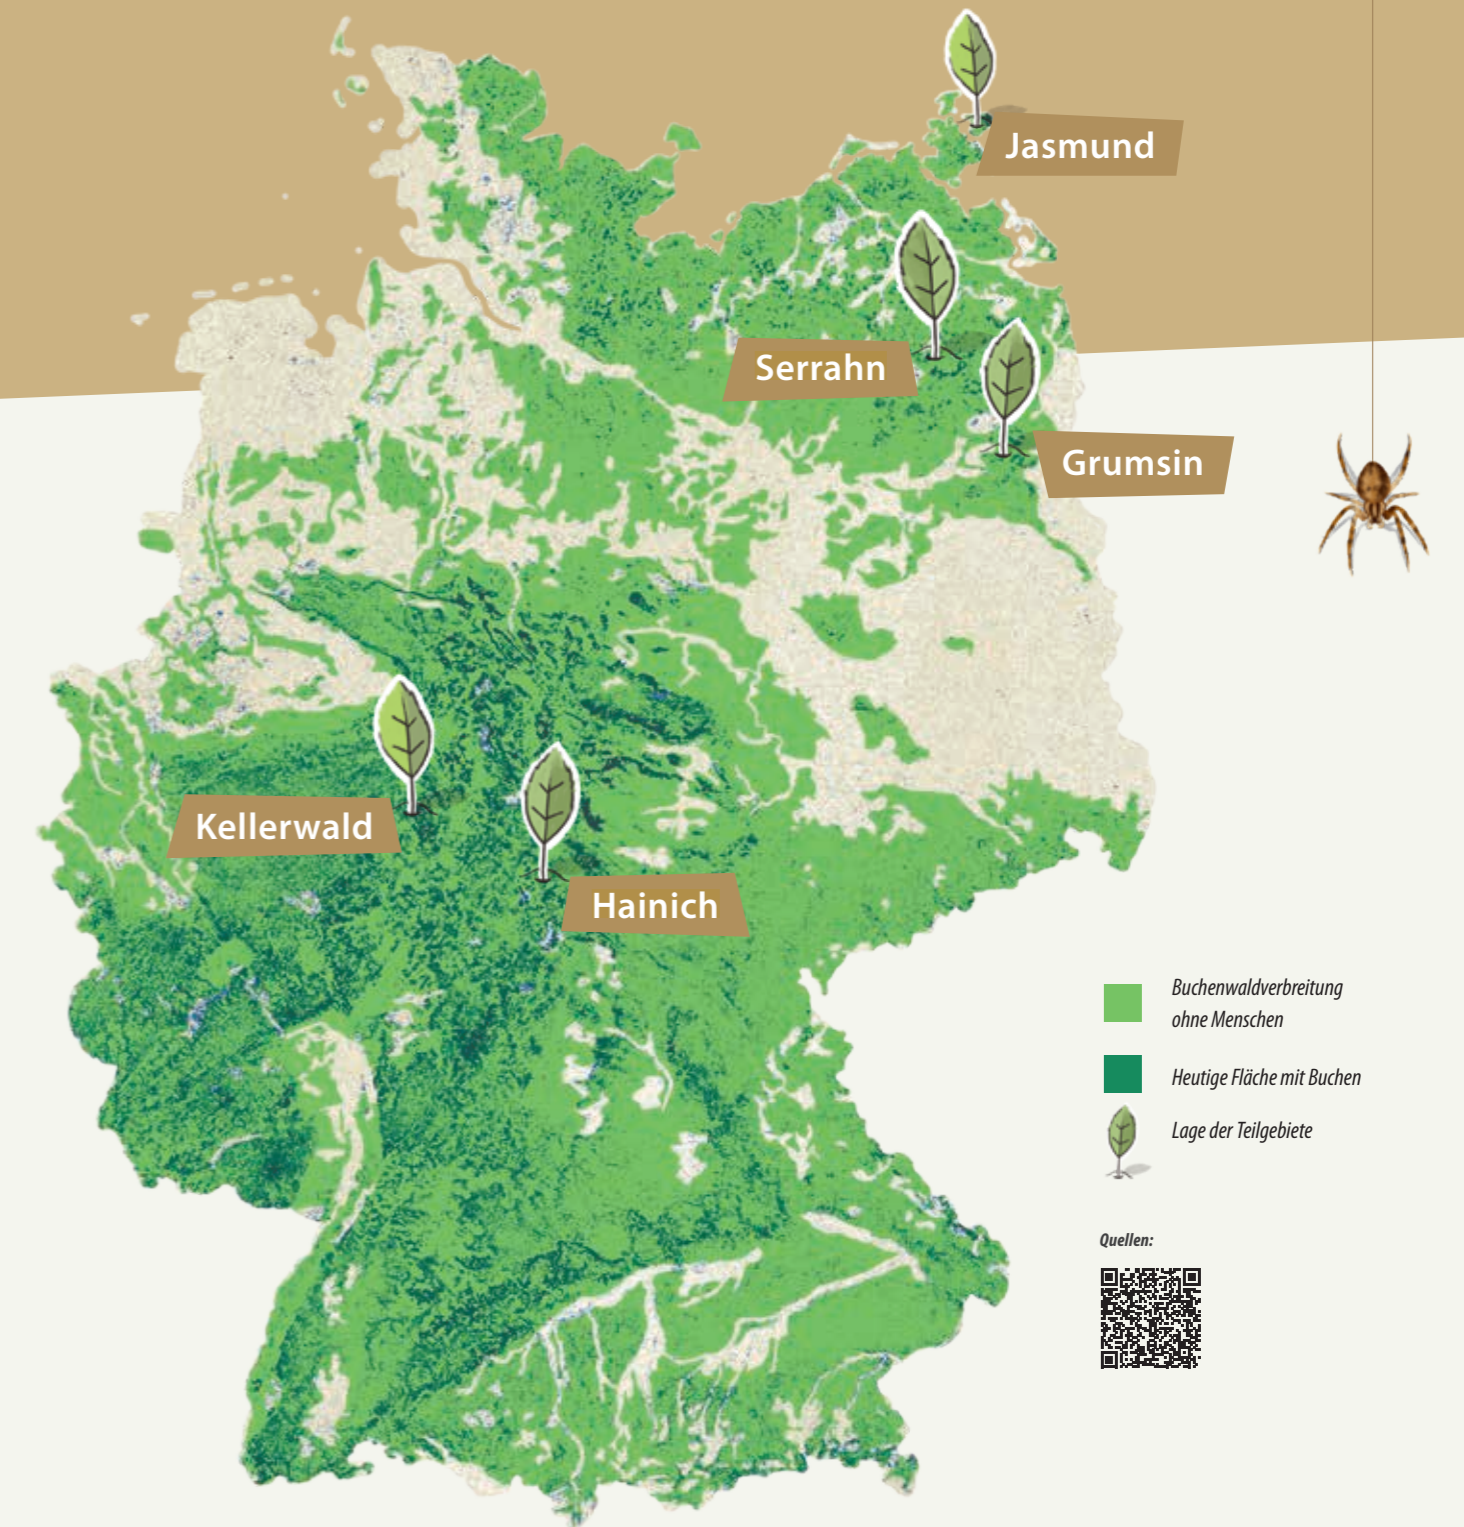 Jasmund
Serrahn
Grumsin
Kellerwald
Hainich
Buchenwaldverbreitung
ohne Menschen
Heutige Fläche mit Buchen
Lage der Teilgebiete
Quellen: